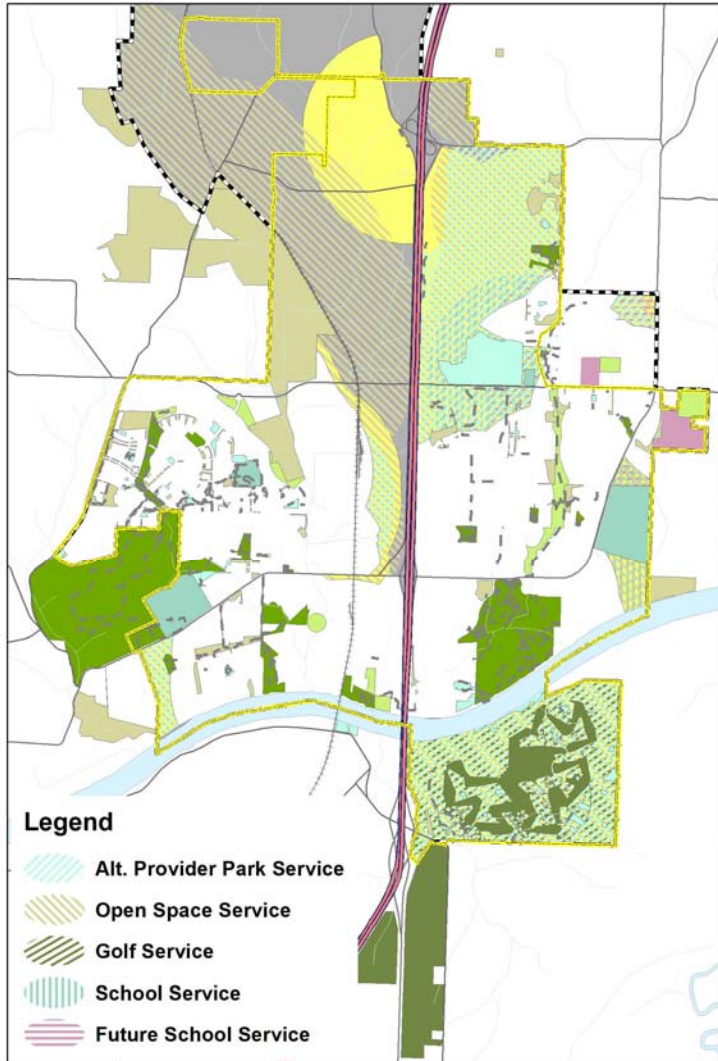 Legend
Alt. Provider Park Service
Open Space Service
Golf Service
School Service
Future School Service